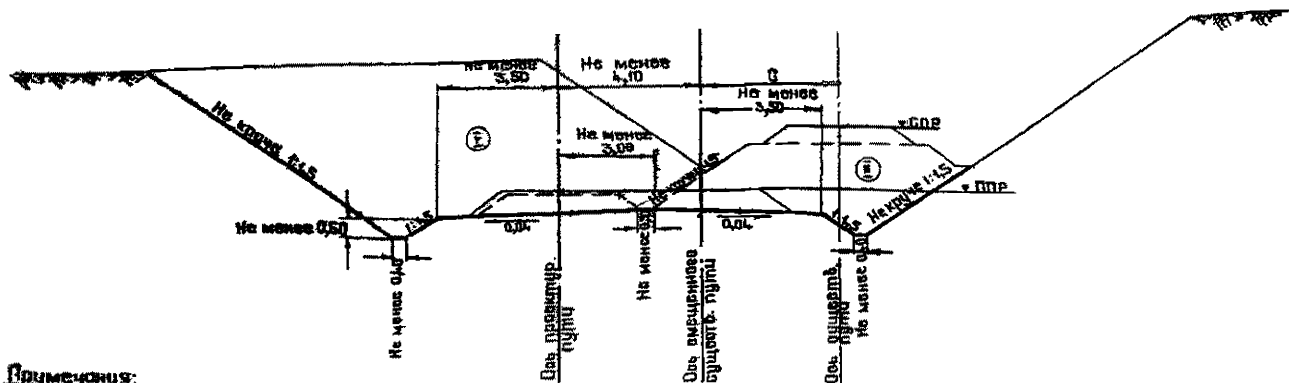 Не менее
3,50
Не менее
4,10
В
Не менее
3,50
Не менее
3,09
Не круче 1:1,5
СПР
ППР
Не круче 1:1,5
Не менее 0,60
1:1,5
0,04
0,04
1:1,5
Не менее 0,40
Не менее
Не менее 0,40
Ось проектир.
пути
Ось смещенного
существ. пути
Ось существ.
пути
Примечания: